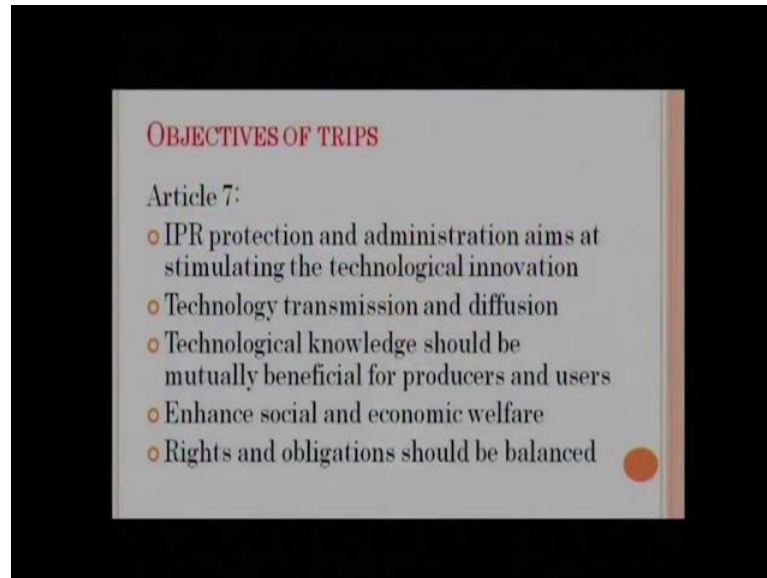 OBJECTIVES OF TRIPS
Article 7:
IPR protection and administration aims at
stimulating the technological innovation
Technology transmission and diffusion
Technological knowledge should be
mutually beneficial for producers and users
Enhance social and economic welfare
Rights and obligations should be balanced